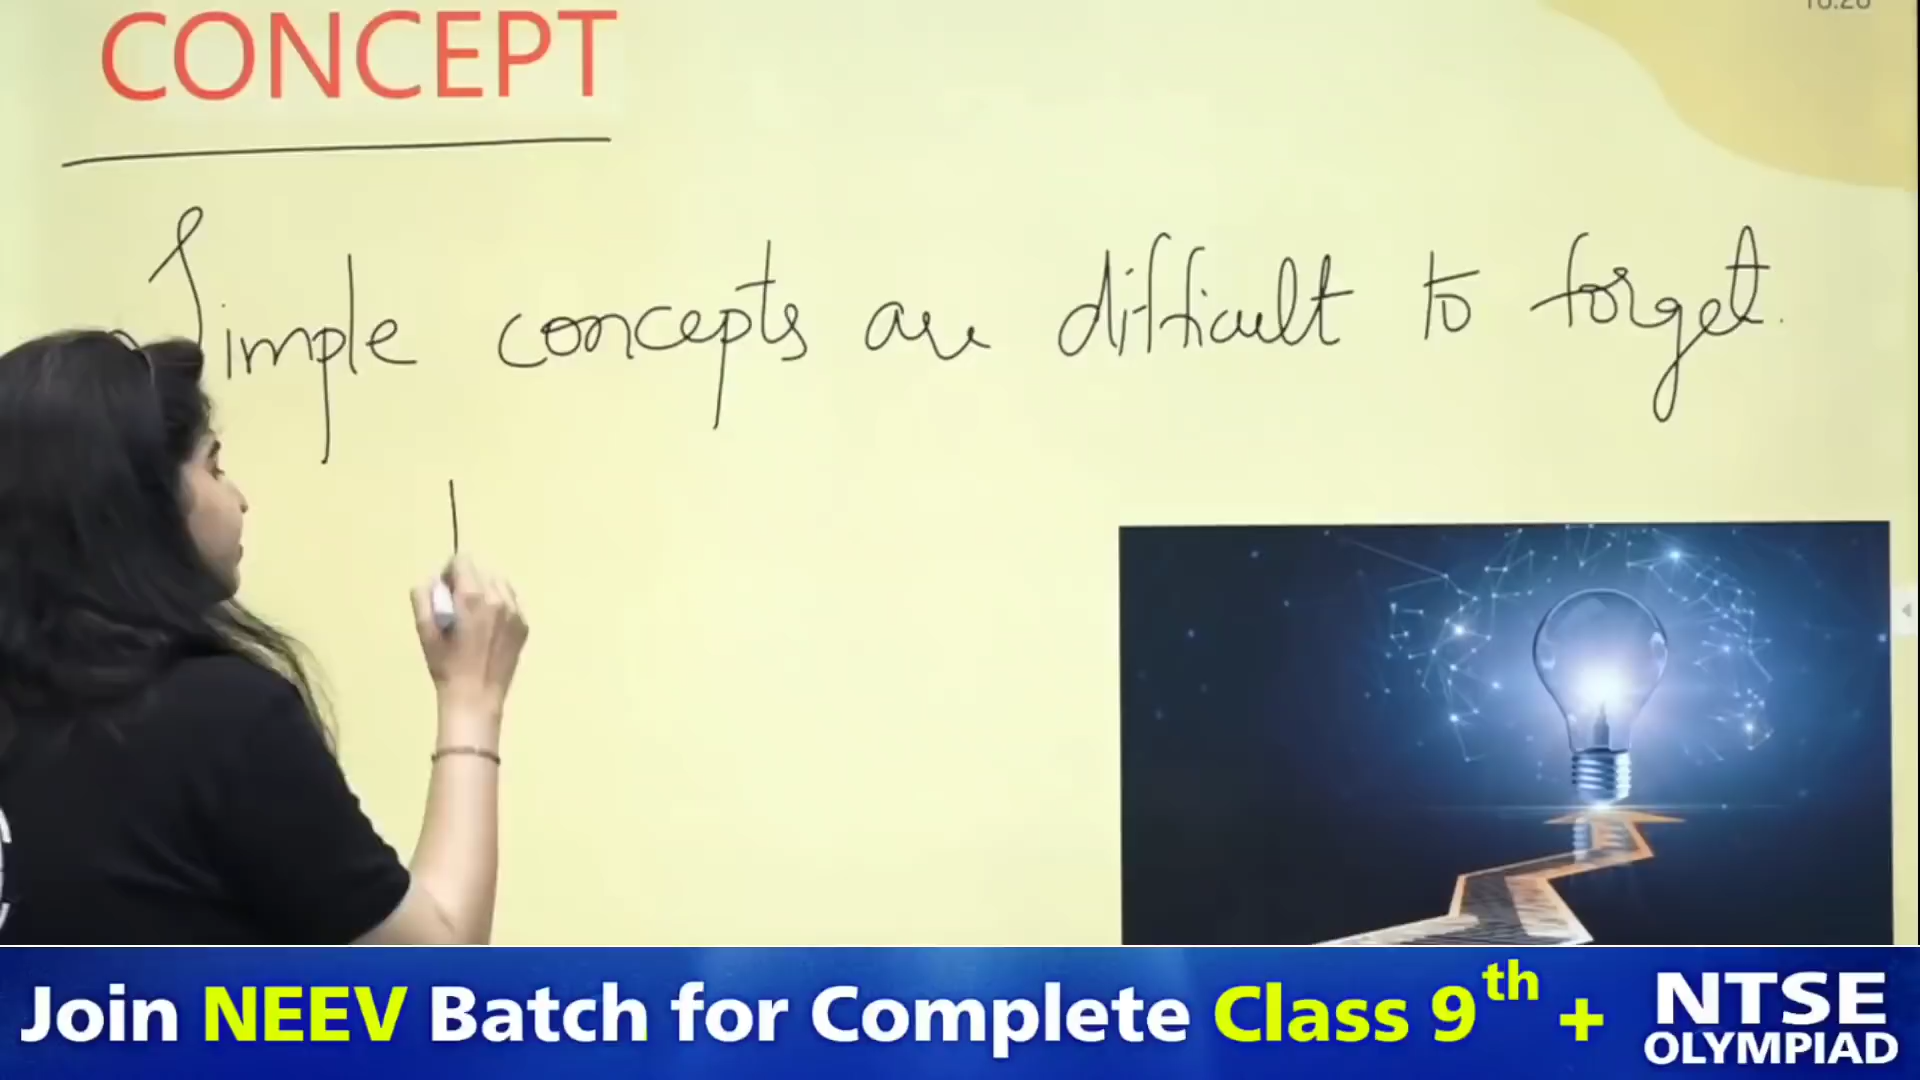 CONCEPT
Simple concepts are difficult to forget.
Join NEEV Batch for Complete Class 9th + NTSE OLYMPIAD